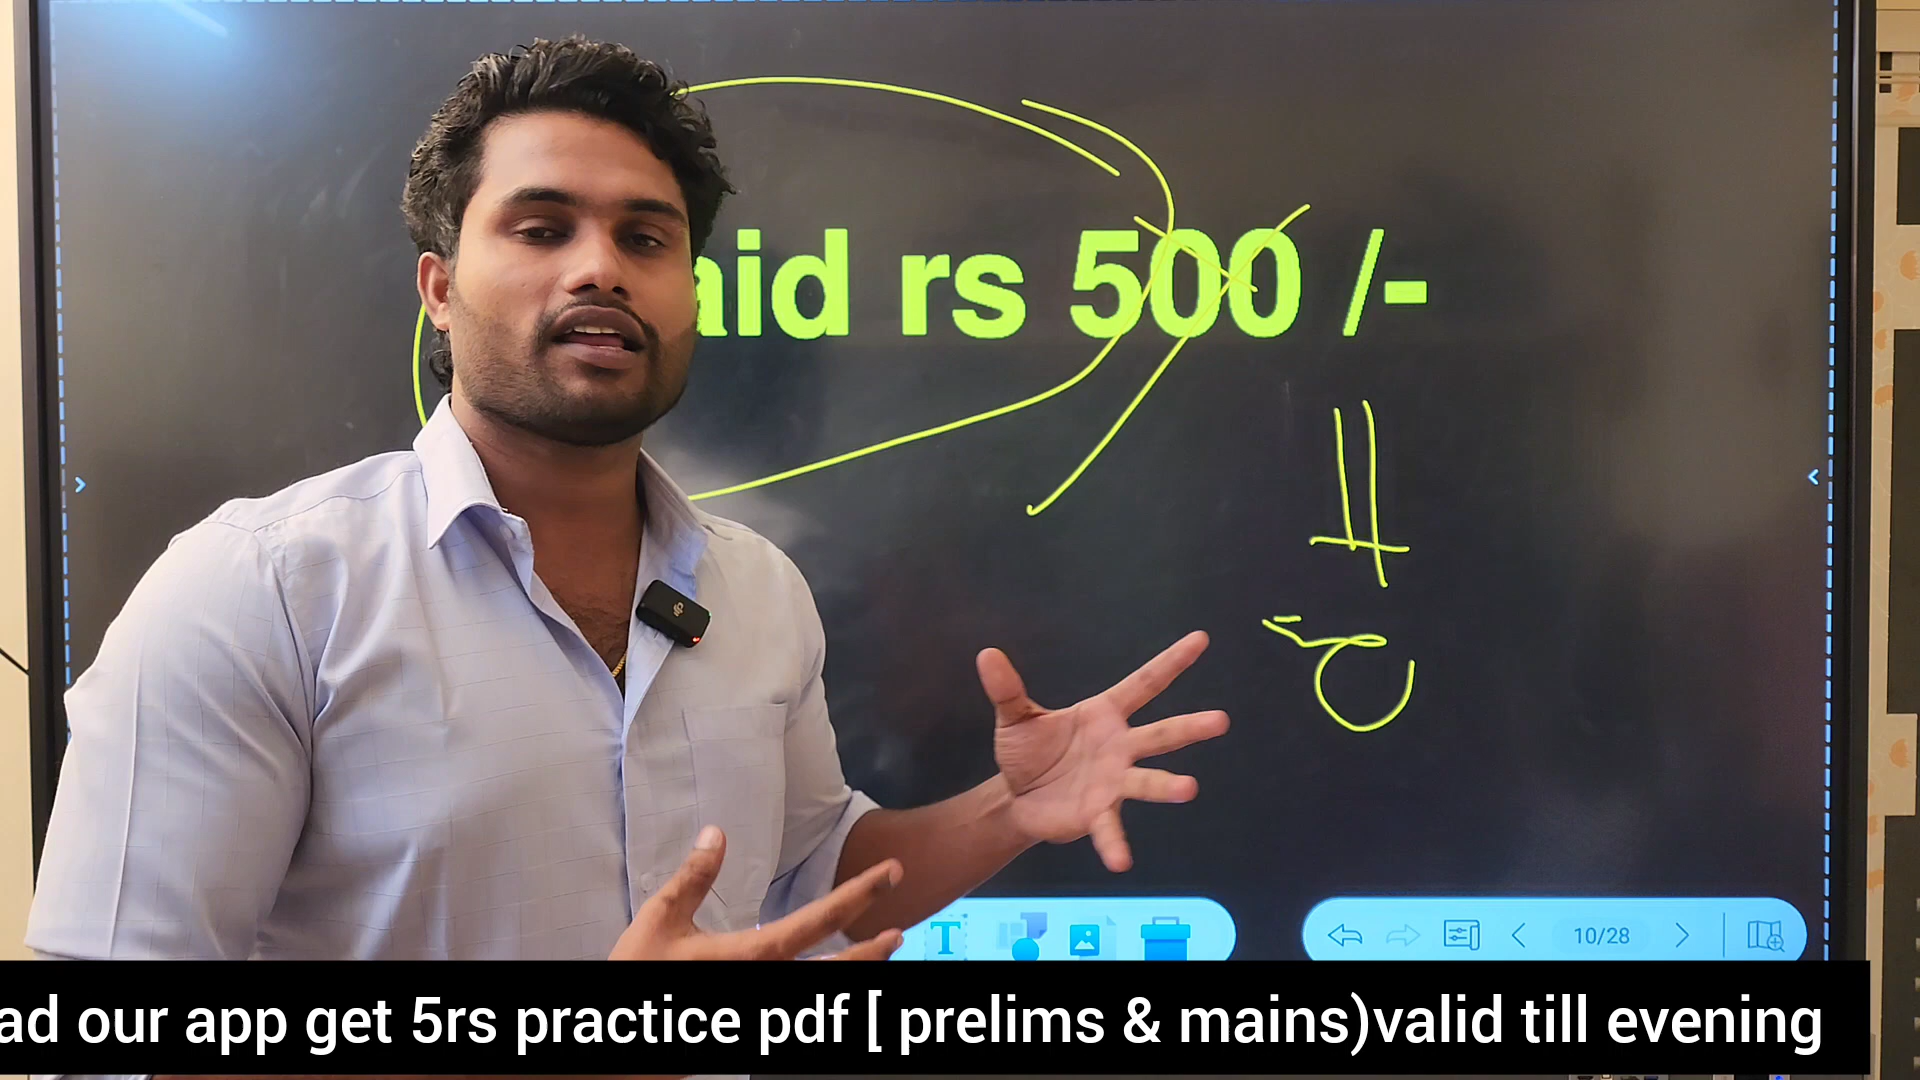 aid rs 500 /-
T
10/28
ad our app get 5rs practice pdf [ prelims & mains)valid till evening